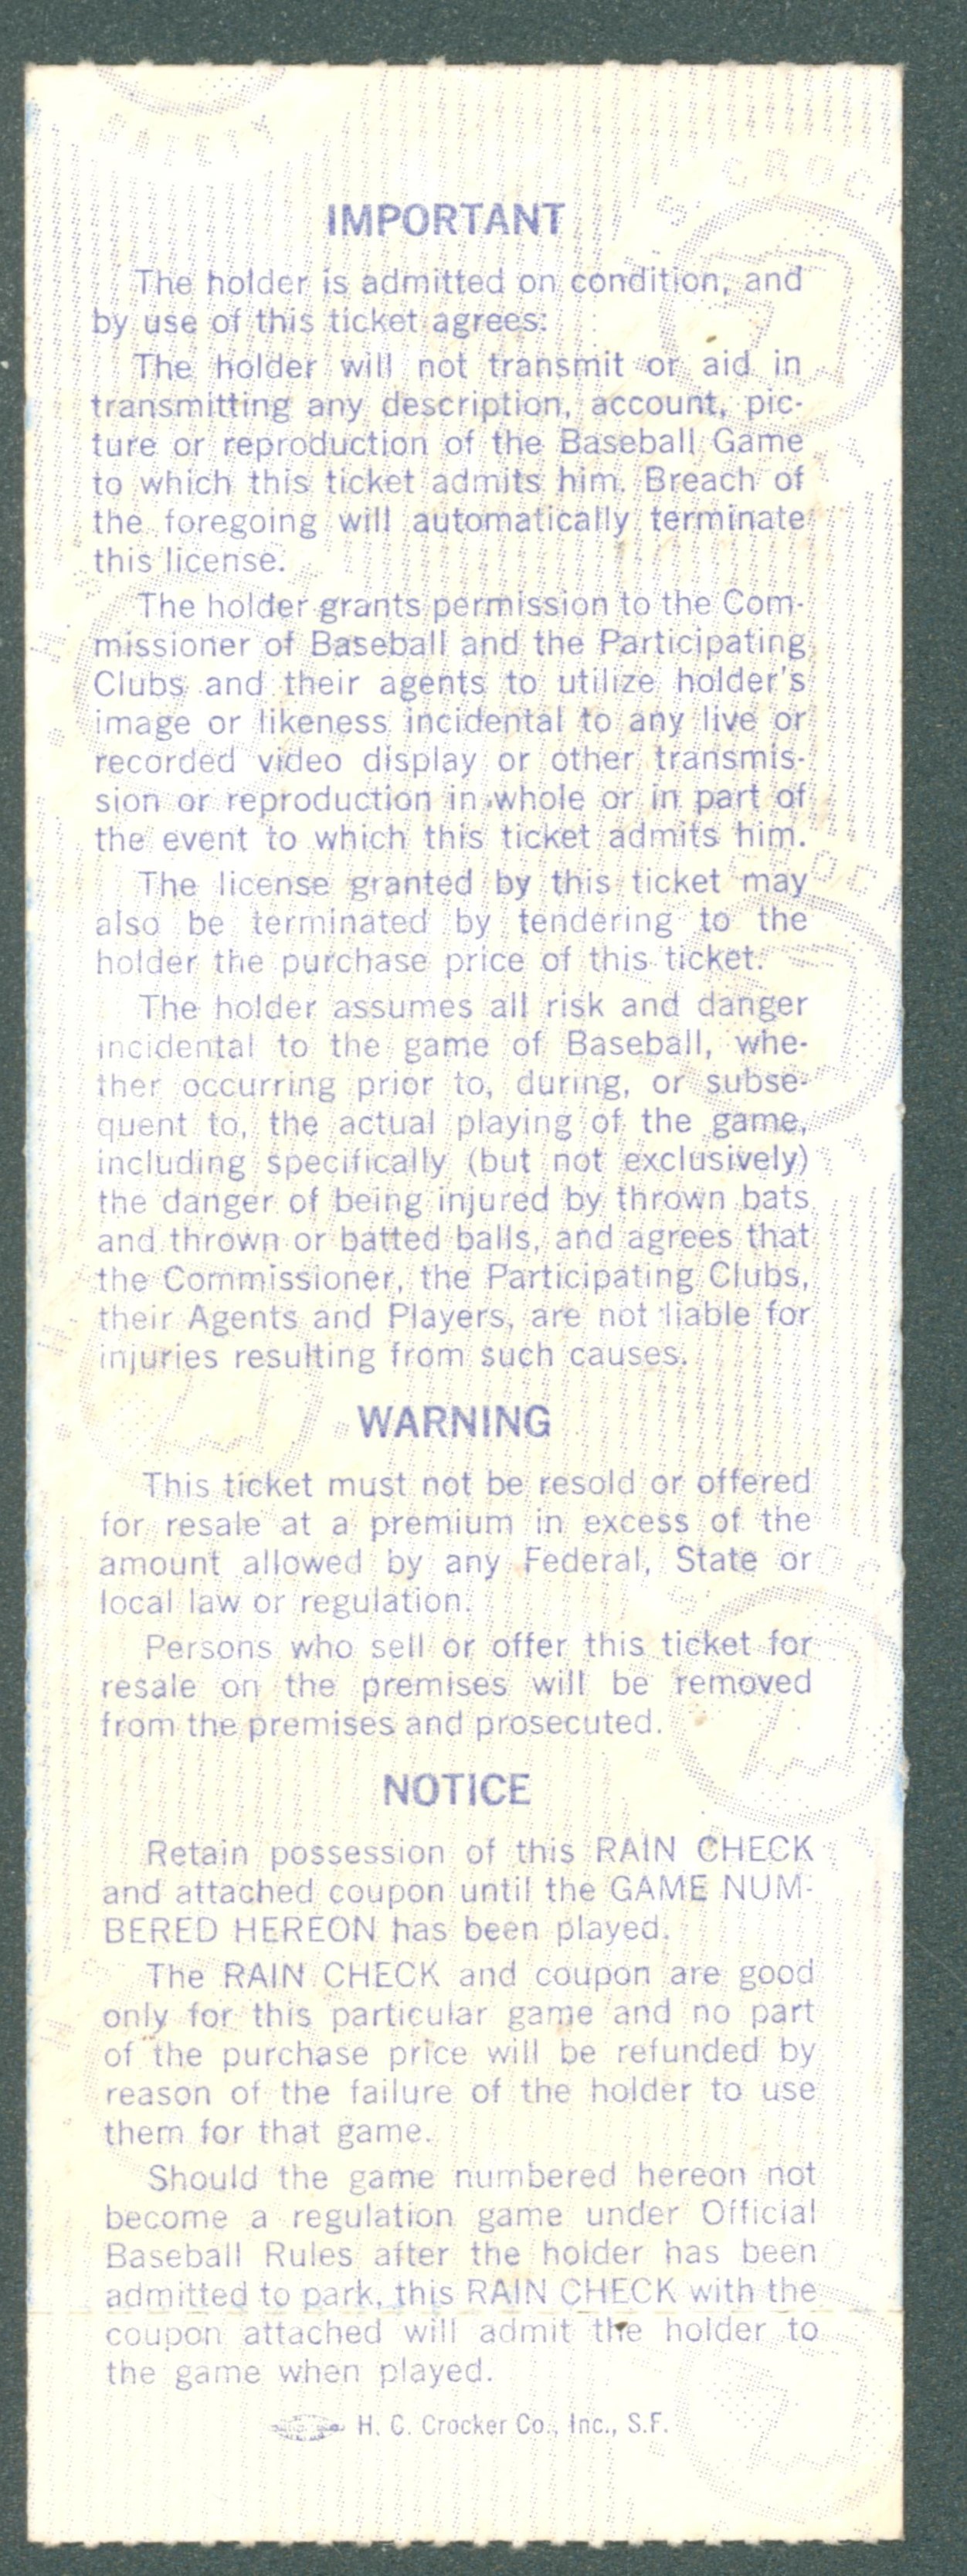 IMPORTANT
The holder is admitted on condition, and
by use of this ticket agrees:
The holder will not transmit or aid in
transmitting any description, account, pic-
ture or reproduction of the Baseball Game
to which this ticket admits him. Breach of
the foregoing will automatically terminate
this license.
The holder grants permission to the Com-
missioner of Baseball and the Participating
Clubs and their agents to utilize holder's
image or likeness incidental to any live or
recorded video display or other transmis-
sion or reproduction in whole or in part of
the event to which this ticket admits him.
The license granted by this ticket may
also be terminated by tendering to the
holder the purchase price of this ticket.
The holder assumes all risk and danger
incidental to the game of Baseball, whe-
ther occurring prior to, during, or subse-
quent to, the actual playing of the game,
including specifically (but not exclusively)
the danger of being injured by thrown bats
and thrown or batted balls, and agrees that
the Commissioner, the Participating Clubs,
their Agents and Players, are not liable for
injuries resulting from such causes.
WARNING
This ticket must not be resold or offered
for resale at a premium in excess of the
amount allowed by any Federal, State or
local law or regulation.
Persons who sell or offer this ticket for
resale on the premises will be removed
from the premises and prosecuted.
NOTICE
Retain possession of this RAIN CHECK
and attached coupon until the GAME NUM-
BERED HEREON has been played.
The RAIN CHECK and coupon are good
only for this particular game and no part
of the purchase price will be refunded by
reason of the failure of the holder to use
them for that game.
Should the game numbered hereon not
become a regulation game under Official
Baseball Rules after the holder has been
admitted to park, this RAIN CHECK with the
coupon attached will admit the holder to
the game when played.
H. C. Crocker Co., Inc., S.F.